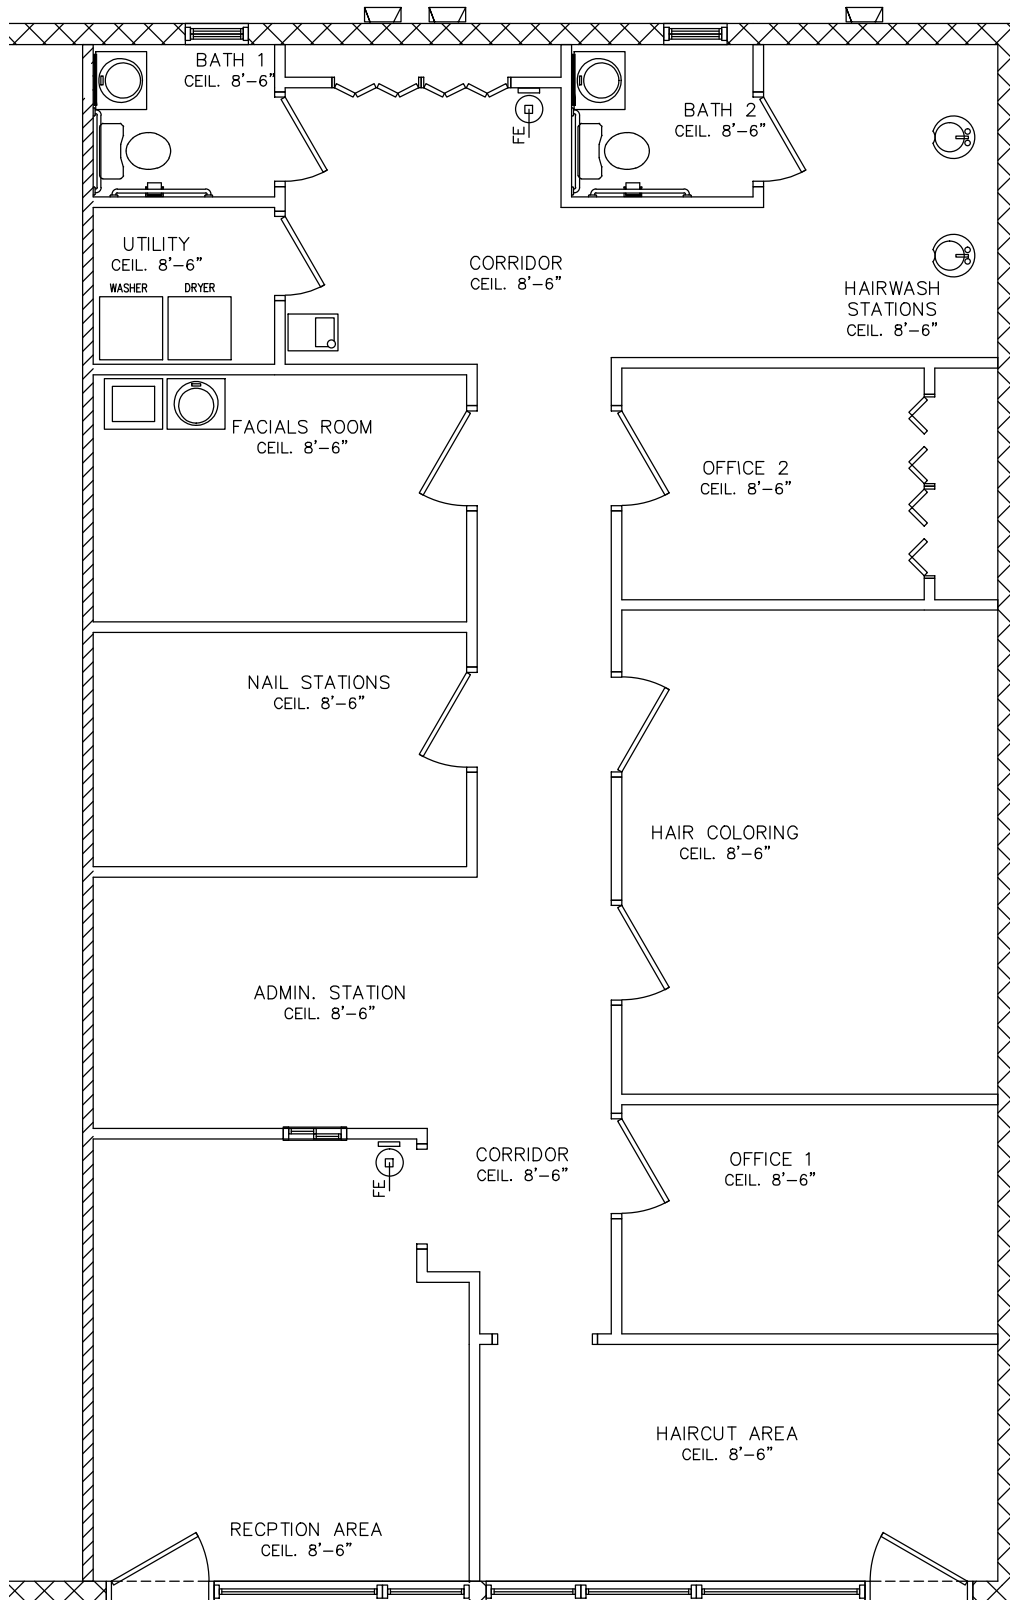 BATH 1
CEIL. 8'-6"
BATH 2
CEIL. 8'-6"
FE
UTILITY
CEIL. 8'-6"
WASHER
DRYER
CORRIDOR
CEIL. 8'-6"
HAIRWASH
STATIONS
CEIL. 8'-6"
FACIALS ROOM
CEIL. 8'-6"
OFFICE 2
CEIL. 8'-6"
NAIL STATIONS
CEIL. 8'-6"
HAIR COLORING
CEIL. 8'-6"
ADMIN. STATION
CEIL. 8'-6"
FE
CORRIDOR
CEIL. 8'-6"
OFFICE 1
CEIL. 8'-6"
HAIRCUT AREA
CEIL. 8'-6"
RECPTION AREA
CEIL. 8'-6"